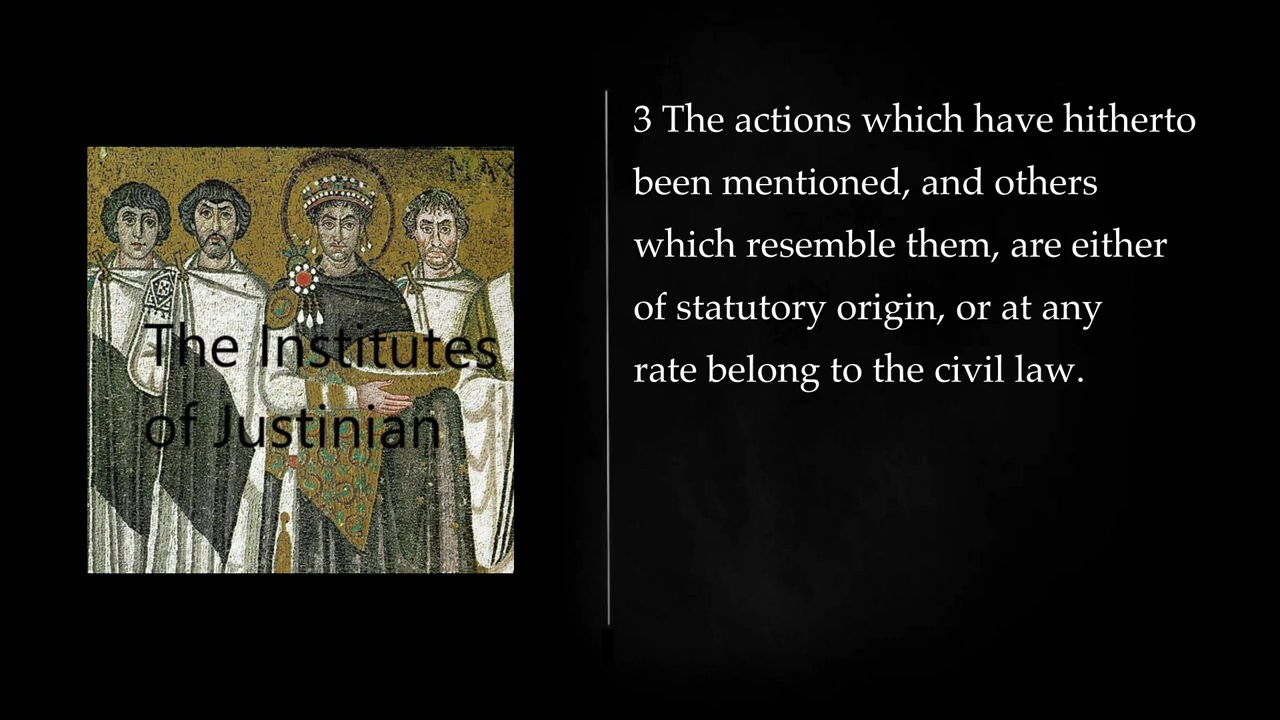 MAX
The Institutes
of Justinian
3 The actions which have hitherto
been mentioned, and others
which resemble them, are either
of statutory origin, or at any
rate belong to the civil law.